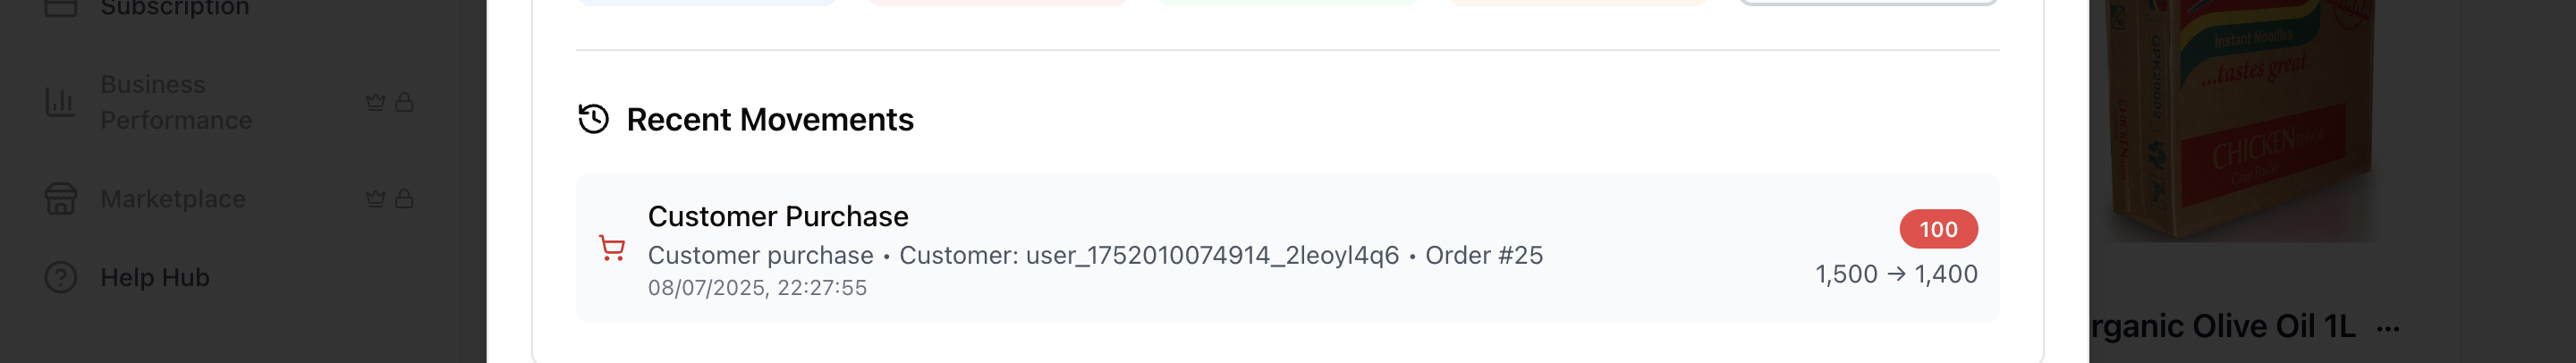 Subscription
Business
Performance
Marketplace
Help Hub
Recent Movements
Customer Purchase
Customer purchase • Customer: user_1752010074914_2leoyl4q6 • Order #25
08/07/2025, 22:27:55
100
1,500 → 1,400
Instant Noodles
...tastes great
CHICKEN
rganic Olive Oil 1L ...